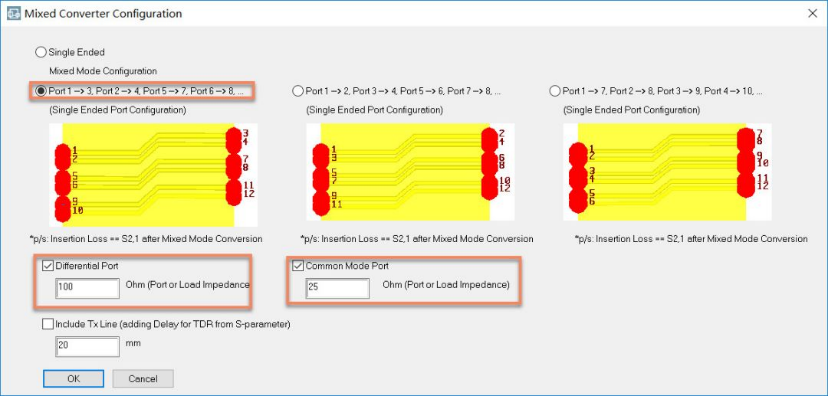 Mixed Converter Configuration
Single Ended
Mixed Mode Configuration
Port 1 -> 3, Port 2 -> 4, Port 5 -> 7, Port 6 -> 8, ...
Port 1 -> 2, Port 3 -> 4, Port 5 -> 6, Port 7 -> 8, ...
Port 1 -> 7, Port 2 -> 8, Port 3 -> 9, Port 4 -> 10, ...
(Single Ended Port Configuration)
(Single Ended Port Configuration)
(Single Ended Port Configuration)
1
2
5
6
9
10
3
4
7
8
11
12
1
3
5
7
9
11
2
4
6
8
10
12
1
2
3
4
5
6
7
8
9
10
11
12
*p/s: Insertion Loss == S2,1 after Mixed Mode Conversion
*p/s: Insertion Loss == S2,1 after Mixed Mode Conversion
*p/s: Insertion Loss == S2,1 after Mixed Mode Conversion
Differential Port
100
Ohm (Port or Load Impedance
Common Mode Port
25
Ohm (Port or Load Impedance)
Include Tx Line (adding Delay for TDR from S-parameter)
20
mm
OK
Cancel